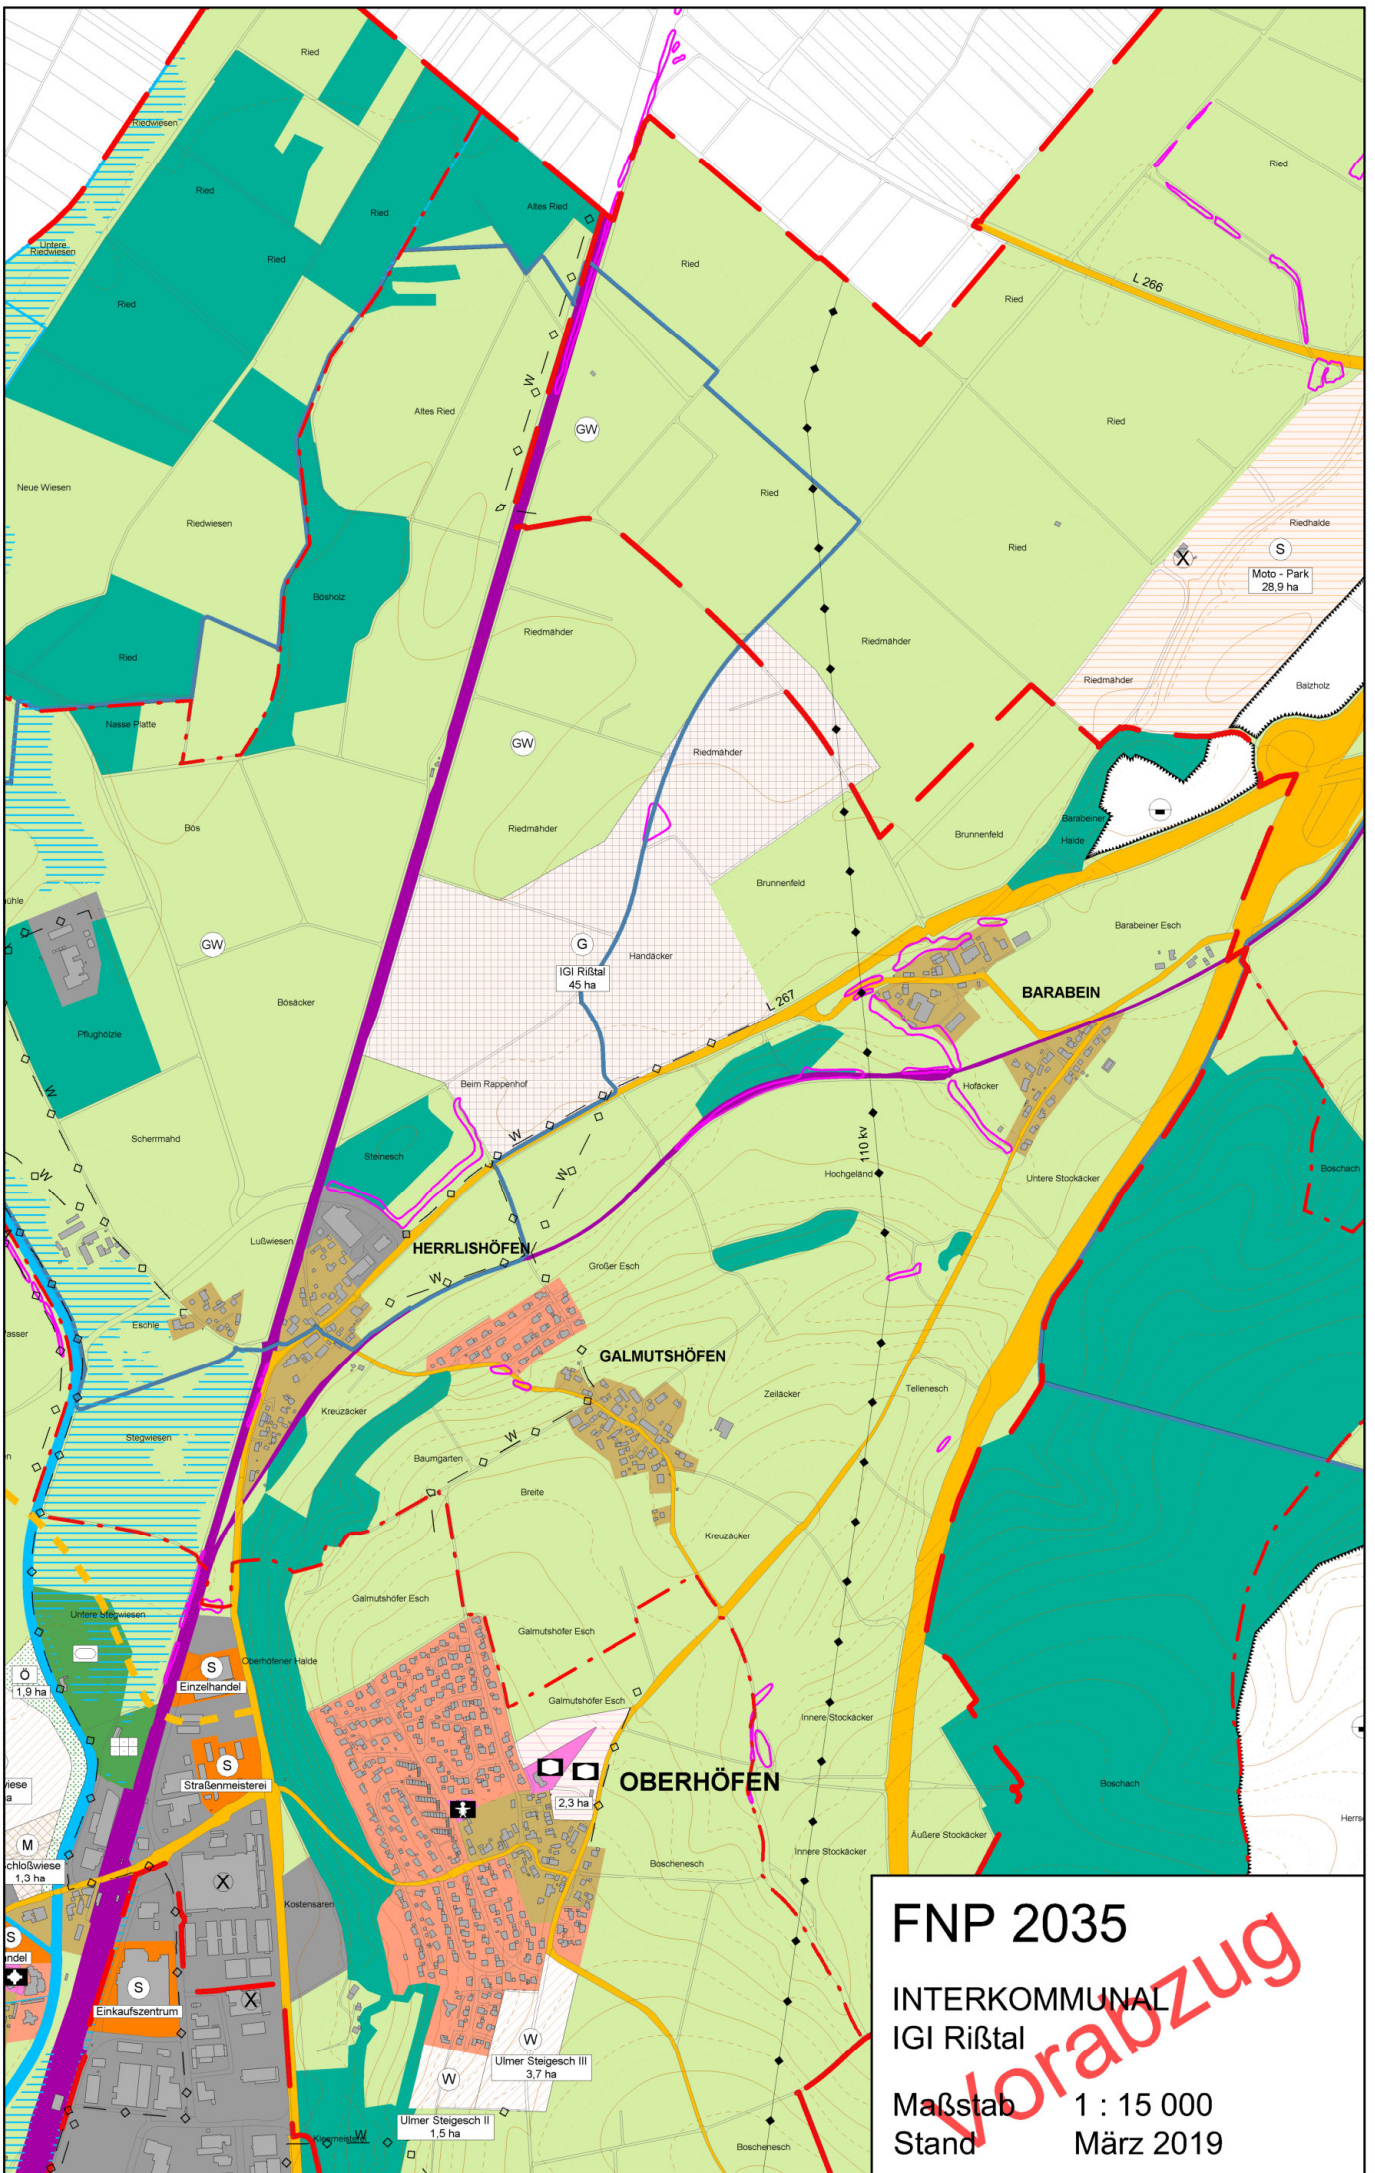 Ried
Riedwiesen
Ried
Ried
Ried
Altes Ried
Untere
Riedwiesen
Ried
Ried
L 266
Ried
Ried
Ried
W
Altes Ried
GW
Ried
Neue Wiesen
Ried
Riedwiesen
Riedhalde
Ried
S
X
Moto - Park
28,9 ha
Bösholz
Riedmähder
Riedmähder
Ried
Riedmähder
Balzholz
Nasse Platte
GW
Riedmähder
Bös
Riedmähder
Brunnenfeld
Barabeiner
Halde
Brunnenfeld
Barabeiner Esch
GW
G
Handäcker
IGI Rißtal
45 ha
BARABEIN
Bösäcker
L 267
Pflughölzle
Beim Rappenhof
Hofäcker
W
W
Scherrmahd
Steinesch
110 kv
W
W
Hochgeländ
Untere Stockäcker
Boschach
Lußwiesen
HERRLISHÖFEN
Großer Esch
W
Eschle
GALMUTSHÖFEN
Zeiläcker
Tellenesch
Kreuzäcker
Stegwiesen
W
Baumgarten
Breite
Kreuzäcker
Galmutshöfer Esch
Untere Stegwiesen
Galmutshöfer Esch
Oberhöfener Halde
Ö
1,9 ha
S
Einzelhandel
Galmutshöfer Esch
Innere Stockäcker
S
Straßenmeisterei
OBERHÖFEN
Boschach
2,3 ha
M
1,3 ha
Äußere Stockäcker
Innere Stockäcker
Boschenesch
X
Kostensaren
S
S
Einkaufszentrum
X
W
Ulmer Steigesch III
3,7 ha
W
Ulmer Steigesch II
1,5 ha
W
Boschenesch
FNP 2035
INTERKOMMUNAL
IGI Rißtal
Vorabzug
Maßstab 1 : 15 000
Stand März 2019